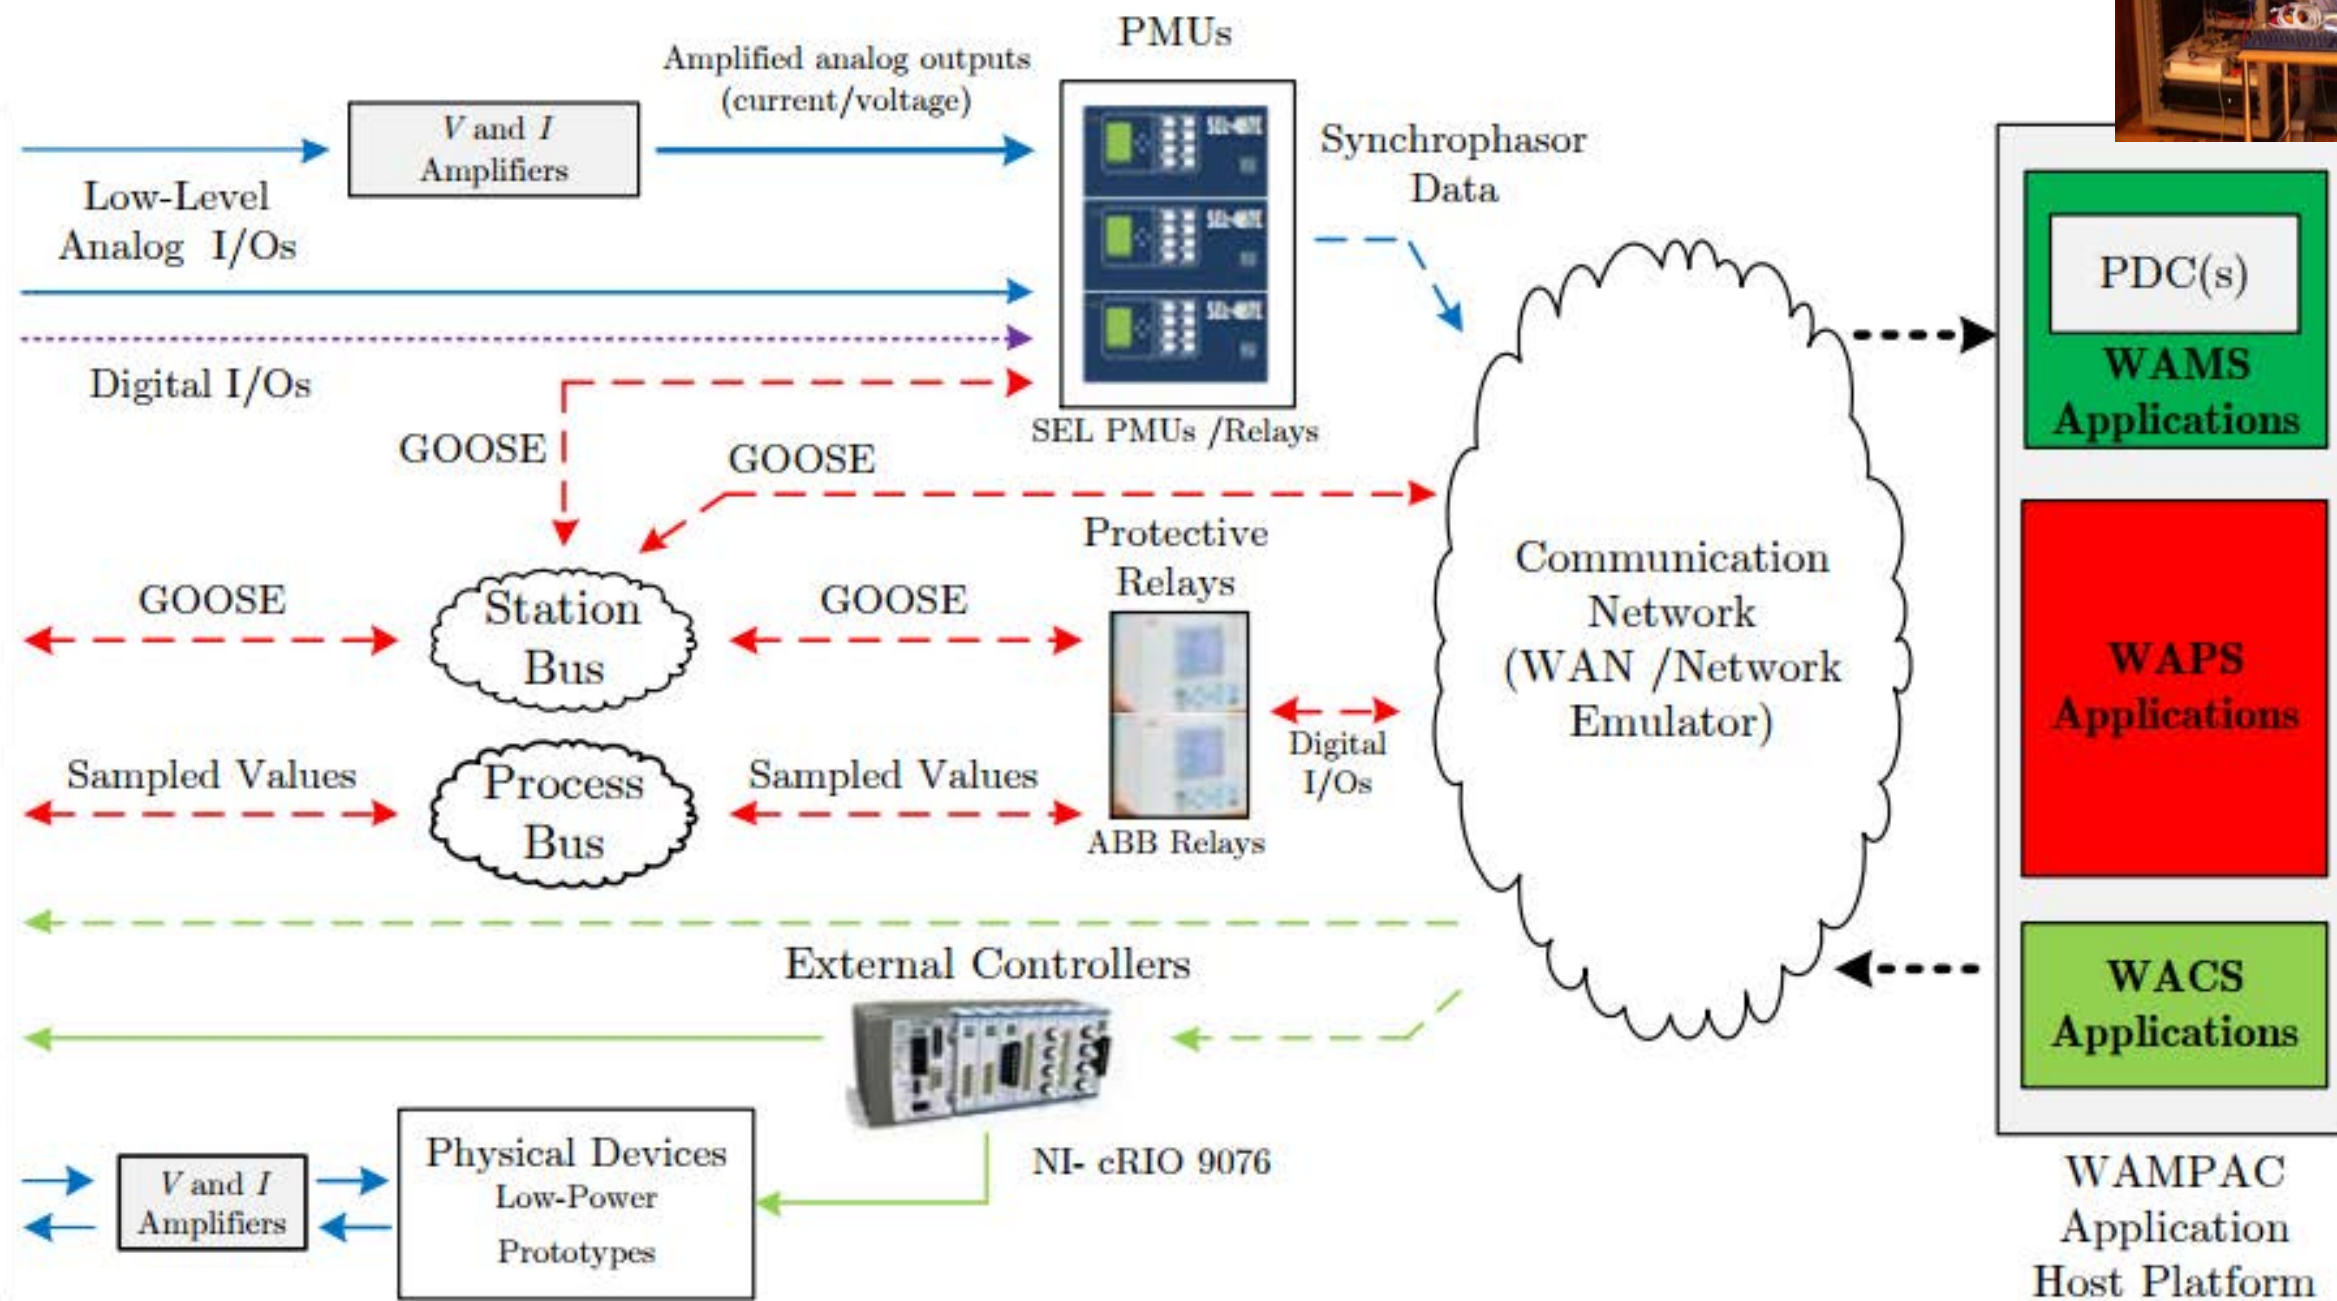 PMUs
Amplified analog outputs
(current/voltage)
V and I
Amplifiers
Low-Level
Analog I/Os
Digital I/Os
SEL PMUs /Relays
Synchrophasor
Data
PDC(s)
WAMS
Applications
GOOSE
GOOSE
Protective
Relays
GOOSE
Station
Bus
GOOSE
Communication
Network
(WAN /Network
Emulator)
WAPS
Applications
Digital
I/Os
Sampled Values
Process
Bus
Sampled Values
ABB Relays
External Controllers
WACS
Applications
NI- cRIO 9076
V and I
Amplifiers
Physical Devices
Low-Power
Prototypes
WAMPAC
Application
Host Platform